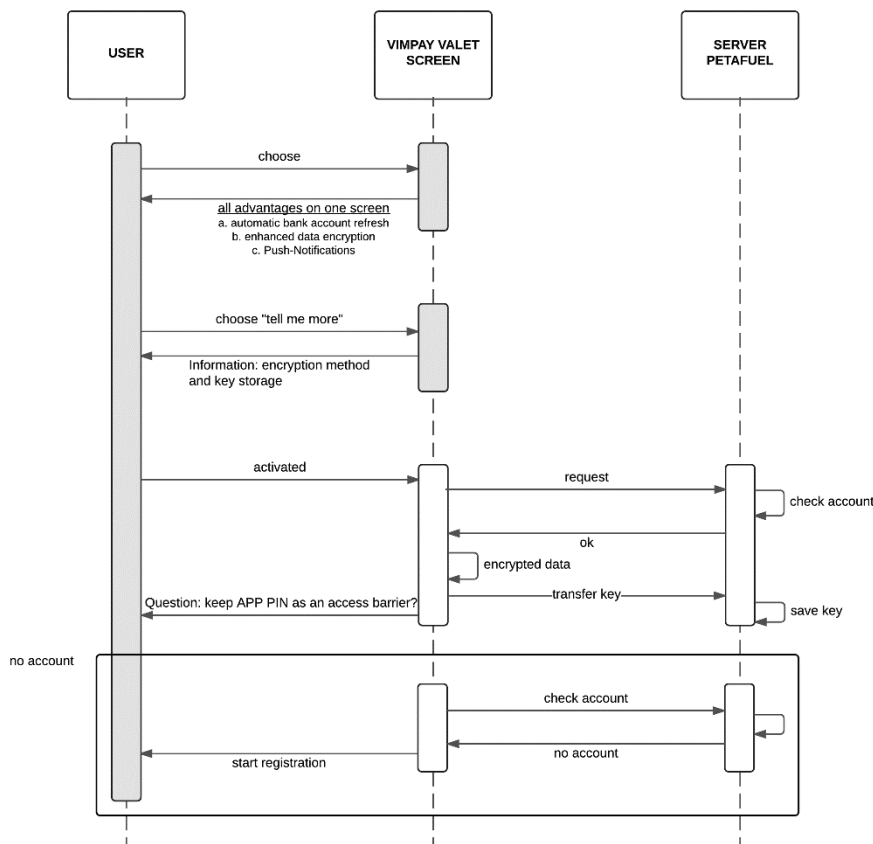 USER
VIMPAY VALET
SCREEN
SERVER
PETAFUEL
choose
all advantages on one screen
a. automatic bank account refresh
b. enhanced data encryption
c. Push-Notifications
choose "tell me more"
Information: encryption method
and key storage
activated
request
check account
ok
encrypted data
transfer key
Question: keep APP PIN as an access barrier?
save key
no account
check account
no account
start registration